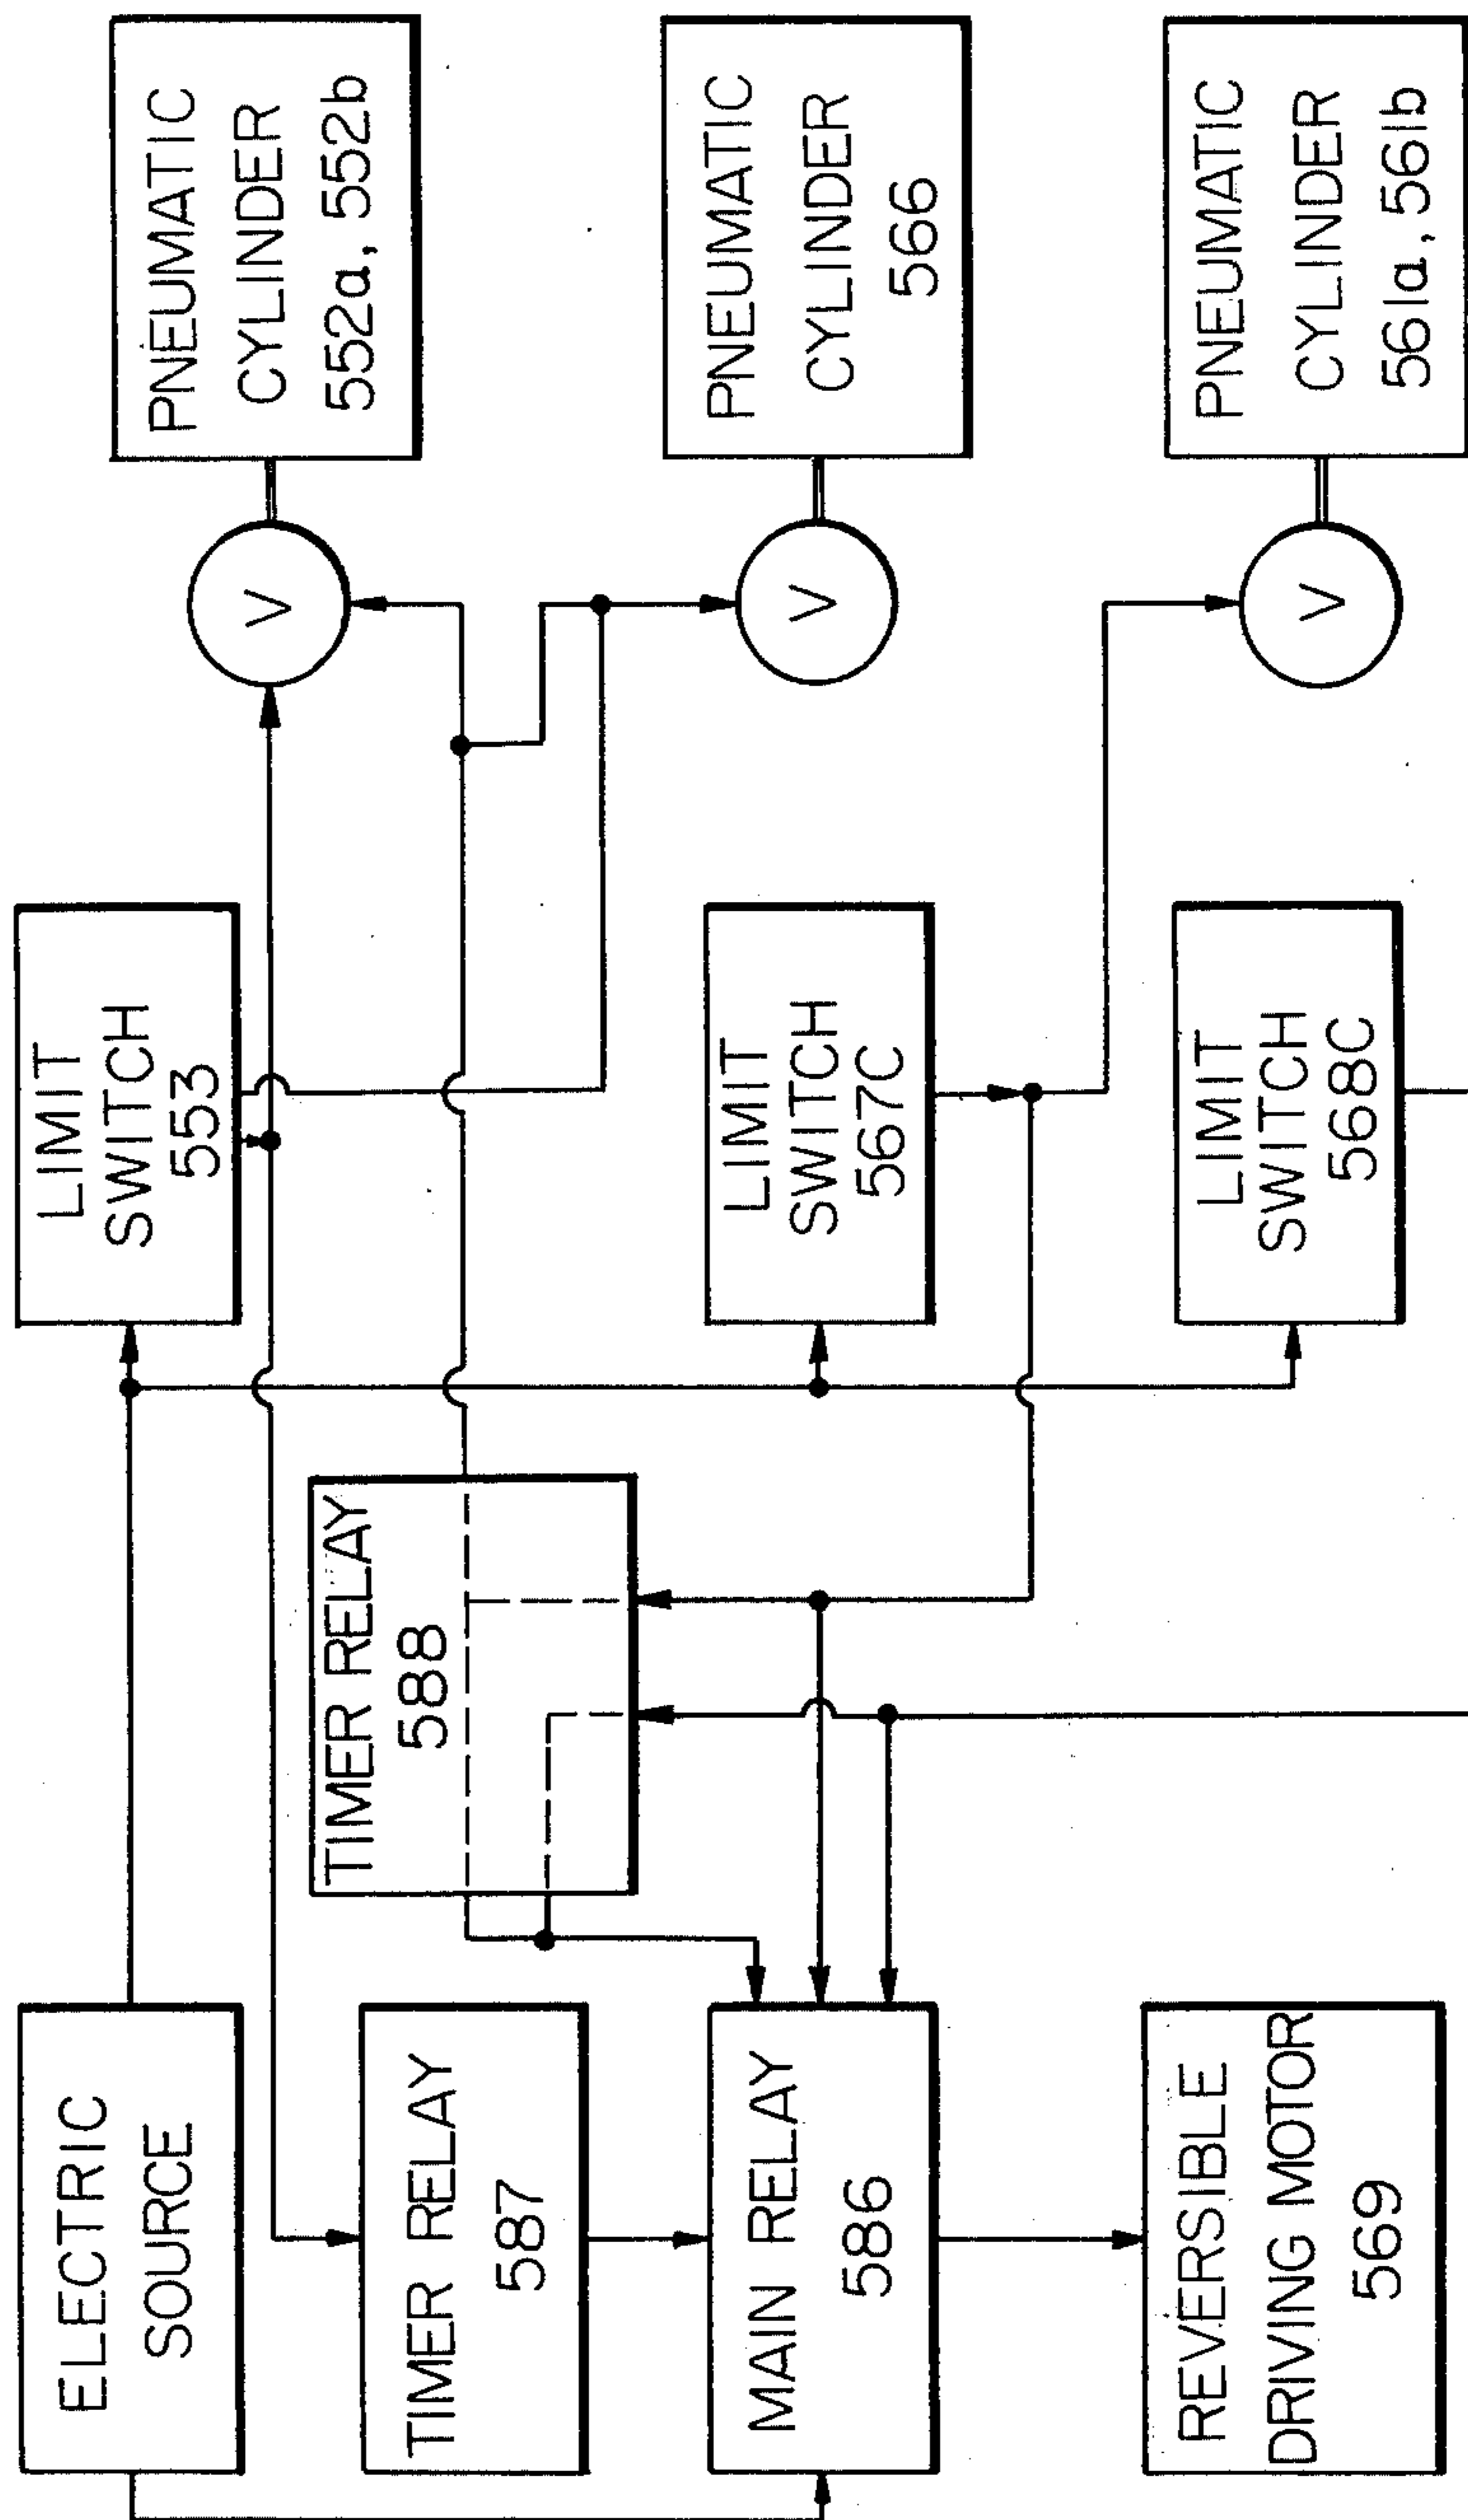 ELECTRIC
SOURCE
TIMER RELAY
587
MAIN RELAY
586
REVERSIBLE
DRIVING MOTOR
569
TIMER RELAY
588
LIMIT
SWITCH
553
LIMIT
SWITCH
567C
LIMIT
SWITCH
568C
V
V
V
PNEUMATIC
CYLINDER
552a, 552b
PNEUMATIC
CYLINDER
566
PNEUMATIC
CYLINDER
561a, 561b